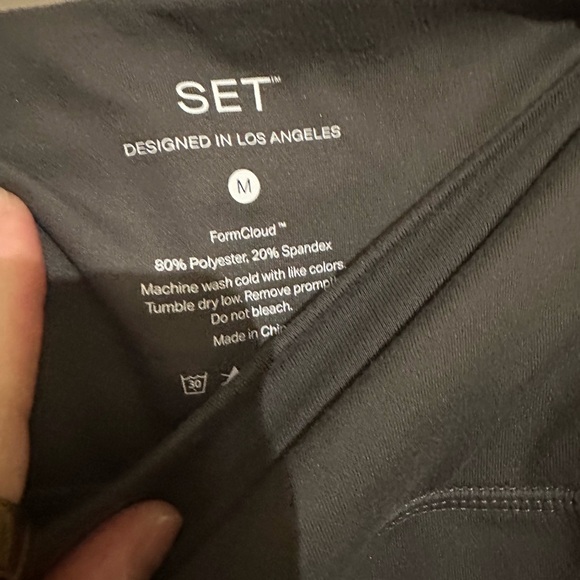 SET™
DESIGNED IN LOS ANGELES
M
FormCloud™
80% Polyester, 20% Spandex
Machine wash cold with like colors.
Tumble dry low. Remove
Do not bleach.
Made in
30